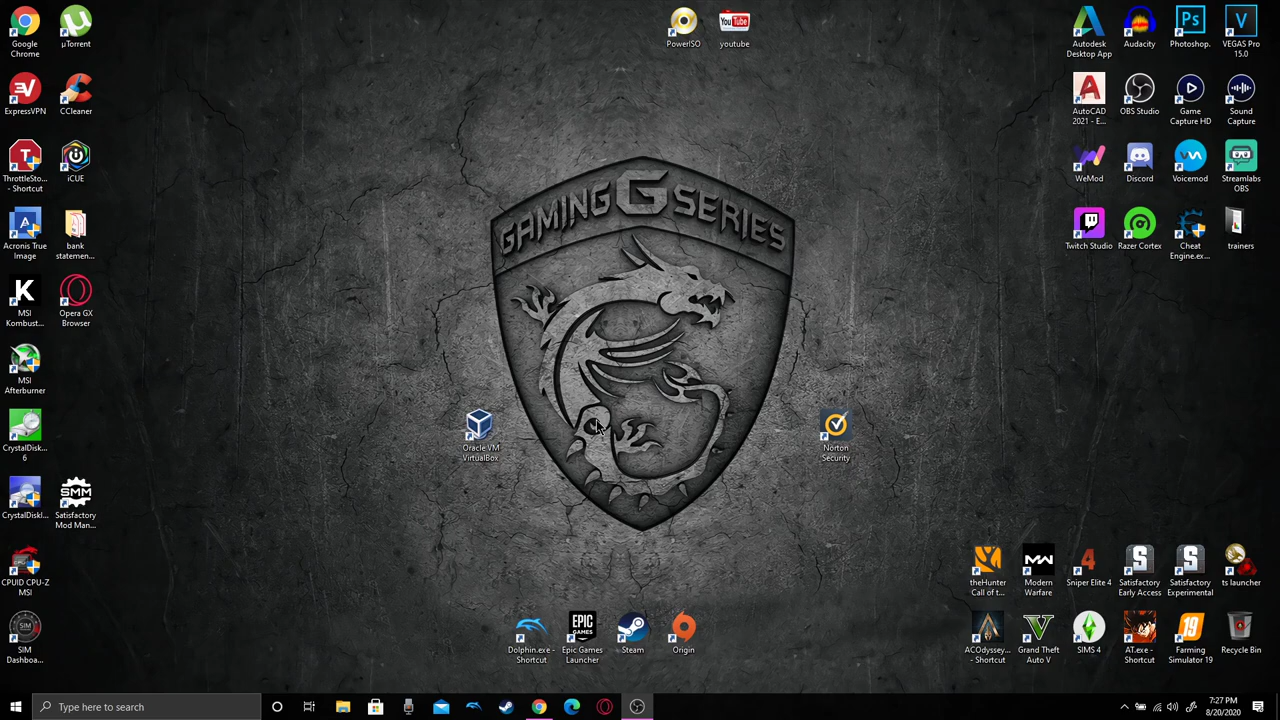 Google
Chrome
µTorrent
PowerISO
youtube
Autodesk
Desktop App
Audacity
Photoshop.
VEGAS Pro
15.0
ExpressVPN
CCleaner
AutoCAD
2021 - E...
OBS Studio
Game
Capture HD
Sound
Capture
ThrottleSto...
- Shortcut
iCUE
WeMod
Discord
Voicemod
Streamlabs
OBS
GAMING G SERIES
Acronis True
Image
bank
statemen...
Twitch Studio
Razer Cortex
Cheat
Engine.ex...
trainers
MSI
Kombust...
Opera GX
Browser
MSI
Afterburner
CrystalDisk...
6
Oracle VM
VirtualBox
Norton
Security
CrystalDiskI...
SMM
Satisfactory
Mod Man...
CPUID CPU-Z
MSI
theHunter
Call of t...
Modern
Warfare
Sniper Elite 4
Satisfactory
Early Access
Satisfactory
Experimental
ts launcher
SIM
Dashboa...
Dolphin.exe -
Shortcut
EPIC
GAMES
Epic Games
Launcher
Steam
Origin
ACOdyssey...
- Shortcut
Grand Theft
Auto V
SIMS 4
AT.exe -
Shortcut
19
Farming
Simulator 19
Recycle Bin
Type here to search
7:27 PM
8/20/2020